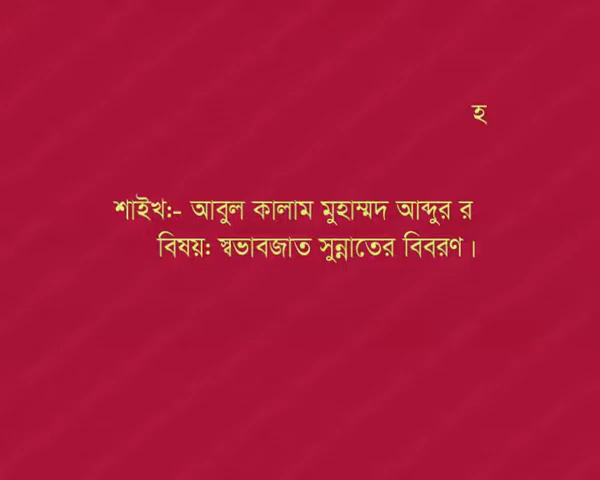 হ
শাইখ:- আবুল কালাম মুহাম্মদ আব্দুর র
বিষয়: স্বভাবজাত সুন্নাতের বিবরণ।